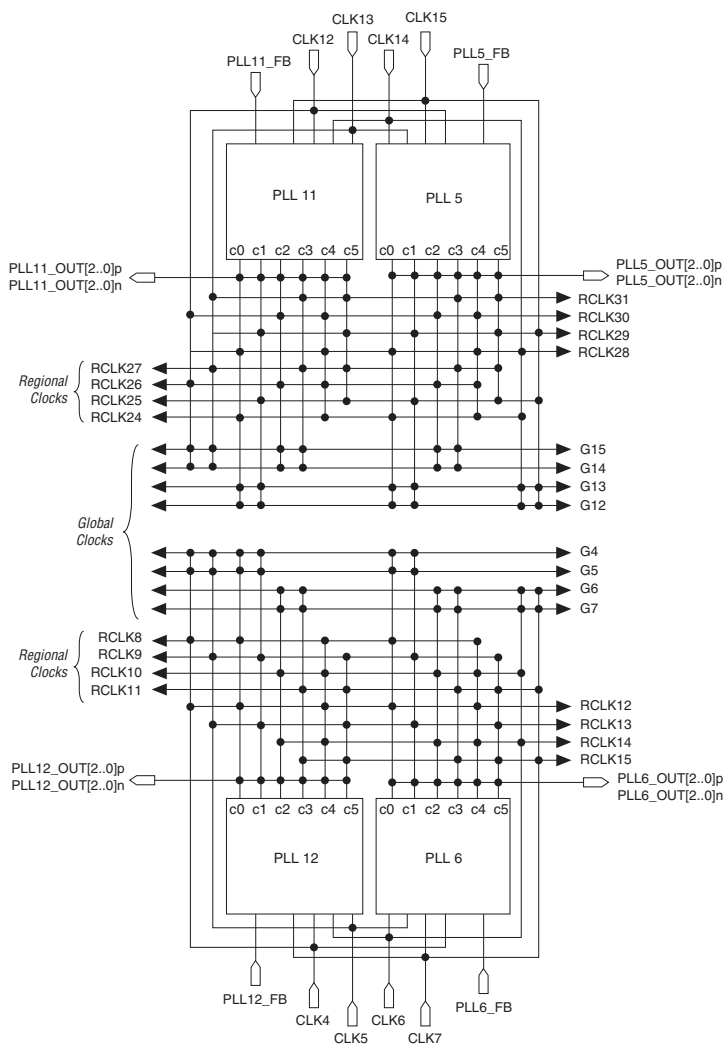 CLK13
CLK15
CLK12
CLK14
PLL11_FB
PLL5_FB
PLL 11
PLL 5
c0 c1 c2 c3 c4 c5
c0 c1 c2 c3 c4 c5
PLL11_OUT[2..0]p
PLL11_OUT[2..0]n
PLL5_OUT[2..0]p
PLL5_OUT[2..0]n
RCLK31
RCLK30
RCLK29
RCLK28
Regional
Clocks
RCLK27
RCLK26
RCLK25
RCLK24
G15
G14
G13
G12
Global
Clocks
G4
G5
G6
G7
Regional
Clocks
RCLK8
RCLK9
RCLK10
RCLK11
RCLK12
RCLK13
RCLK14
RCLK15
PLL12_OUT[2..0]p
PLL12_OUT[2..0]n
PLL6_OUT[2..0]p
PLL6_OUT[2..0]n
c0 c1 c2 c3 c4 c5
c0 c1 c2 c3 c4 c5
PLL 12
PLL 6
PLL12_FB
PLL6_FB
CLK4
CLK6
CLK5
CLK7